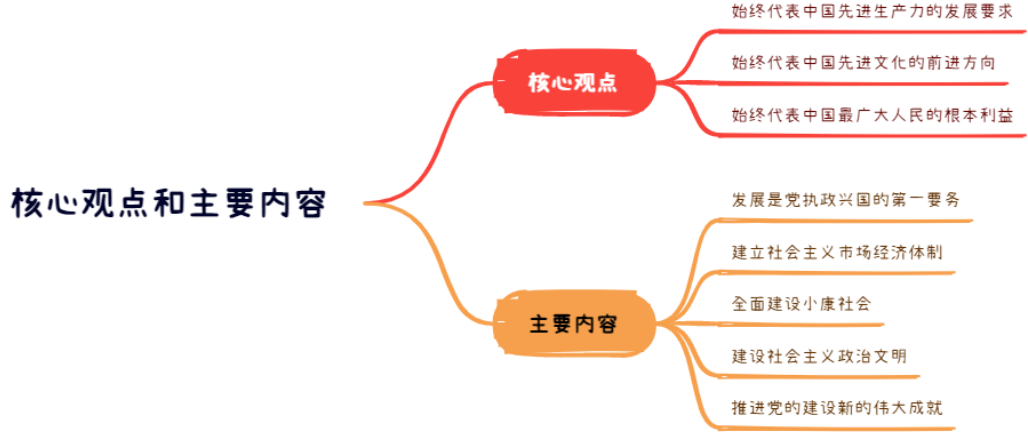 核心观点和主要内容
核心观点
始终代表中国先进生产力的发展要求
始终代表中国先进文化的前进方向
始终代表中国最广大人民的根本利益
主要内容
发展是党执政兴国的第一要务
建立社会主义市场经济体制
全面建设小康社会
建设社会主义政治文明
推进党的建设新的伟大成就